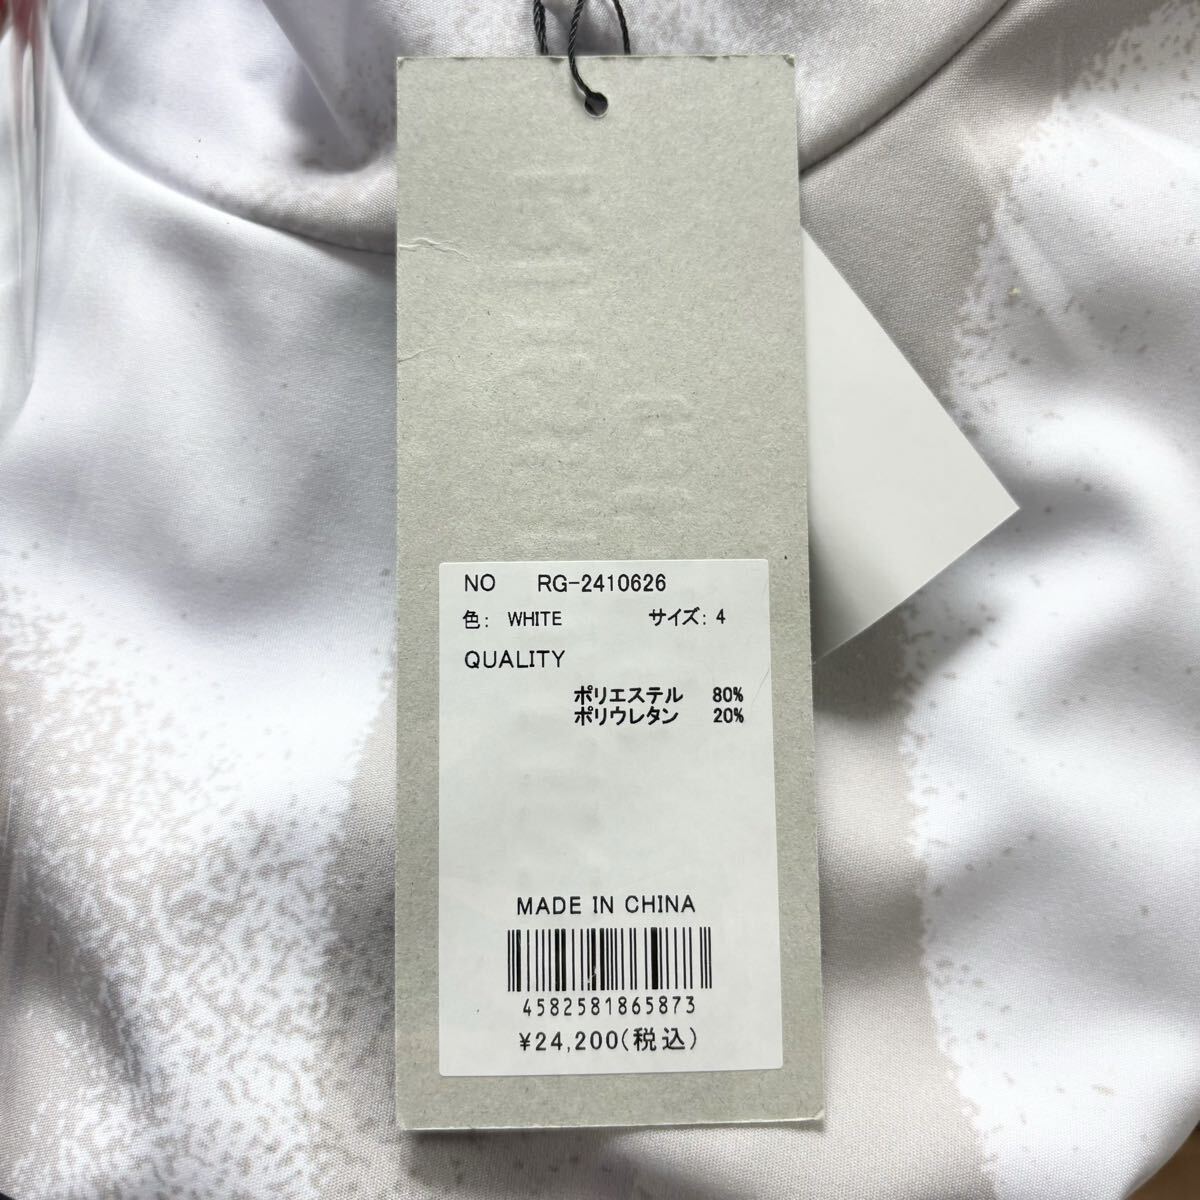 NO RG-2410626
色: WHITE サイズ: 4
QUALITY
ポリエステル 80%
ポリウレタン 20%
MADE IN CHINA
4582581865873
¥24,200(税込)